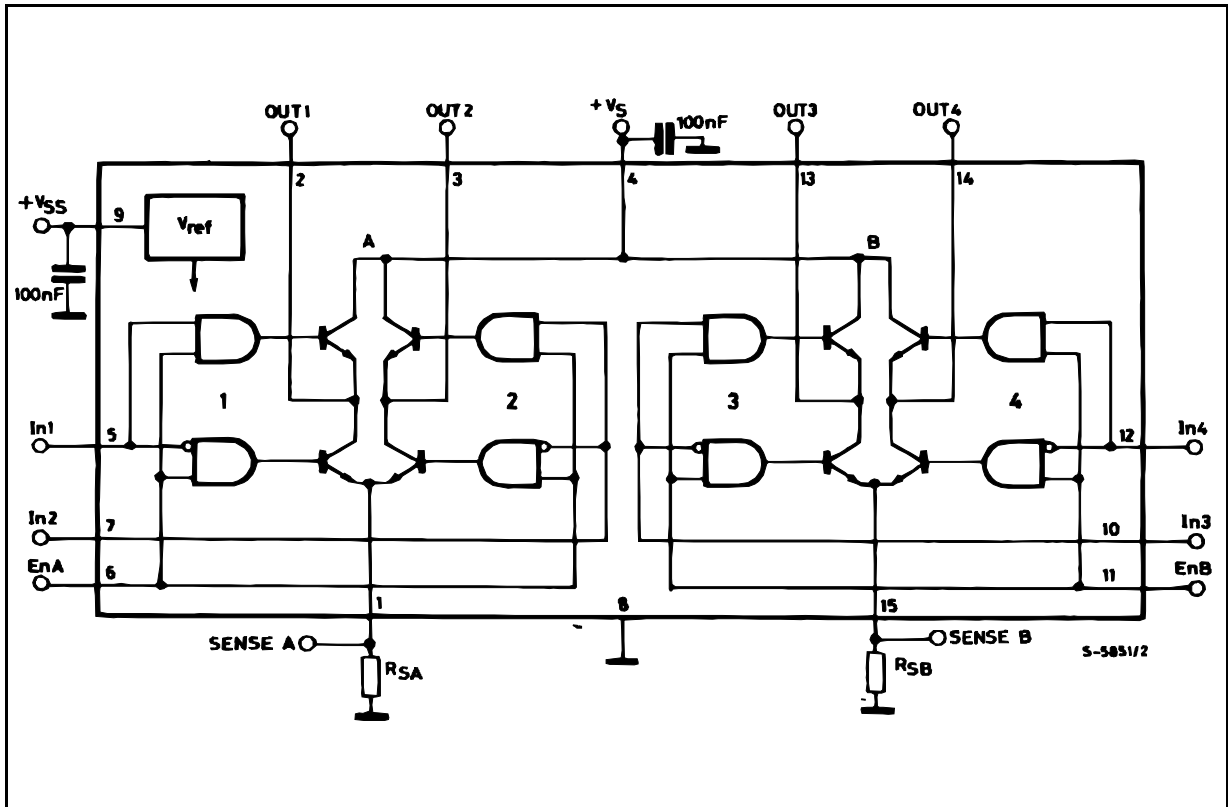 OUT1
OUT2
+VS
100nF
OUT3
OUT4
2
3
4
13
14
+VSS
9
Vref
A
B
100nF
1
2
3
4
In1
5
12
In4
In2
7
10
In3
EnA
6
11
EnB
1
8
15
SENSE A
SENSE B
RSA
RSB
S-5851/2